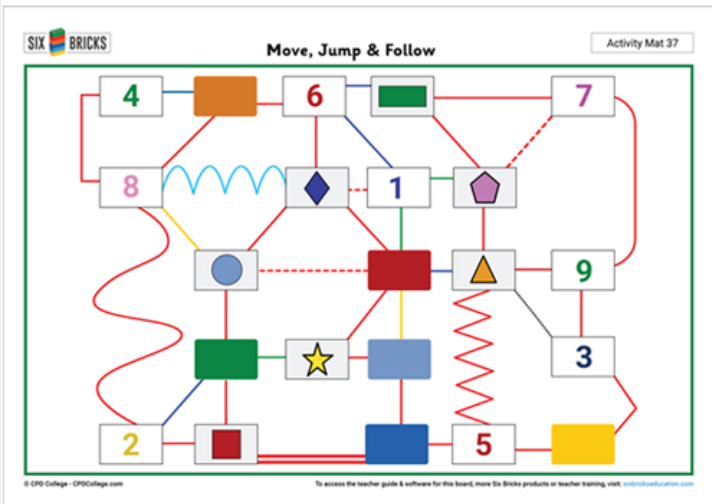 SIX BRICKS
Move, Jump & Follow
Activity Mat 37
4
6
7
8
1
9
3
2
5
© CPD College - CPDCollege.com
To access the teacher guide & software for this board, more Six Bricks products or teacher training, visit: sixbrickseducation.com